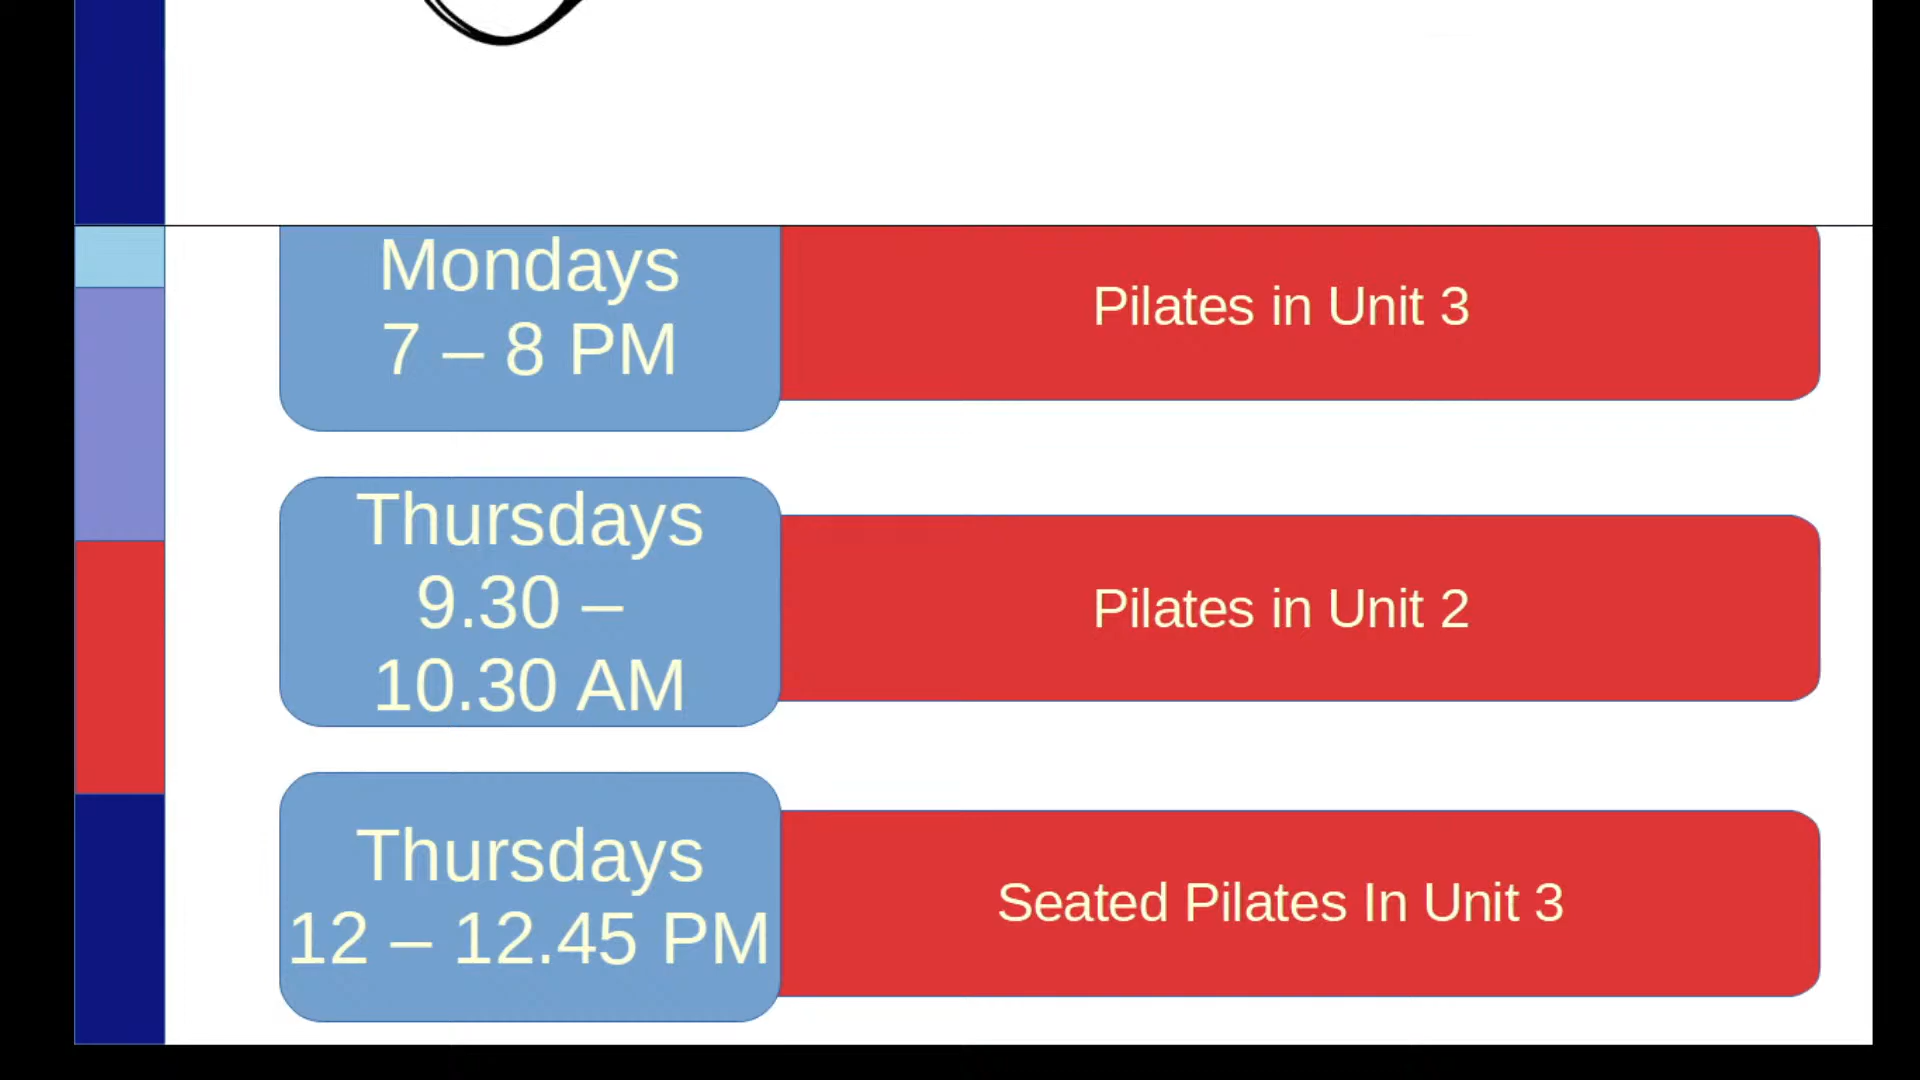 Mondays
7 – 8 PM
Pilates in Unit 3
Thursdays
9.30 –
10.30 AM
Pilates in Unit 2
Thursdays
12 – 12.45 PM
Seated Pilates In Unit 3